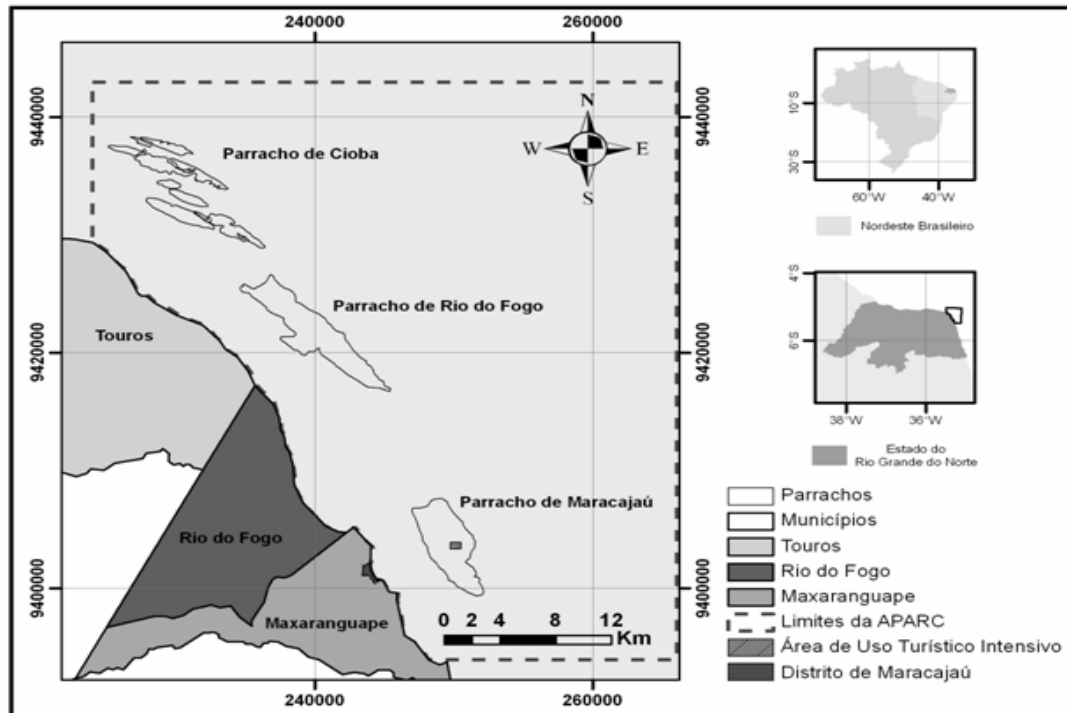 240000
260000
9440000
9440000
Parracho de Cioba
N
W
E
S
Parracho de Rio do Fogo
Touros
9420000
9420000
Parracho de Maracajaú
Rio do Fogo
9400000
9400000
Maxaranguape
0 2 4 8 12
Km
240000
260000
10°S
30°S
60°W
40°W
Nordeste Brasileiro
4°S
6°S
38°W
36°W
Estado do
Rio Grande do Norte
Parrachos
Municípios
Touros
Rio do Fogo
Maxaranguape
Limites da APARC
Área de Uso Turístico Intensivo
Distrito de Maracajaú